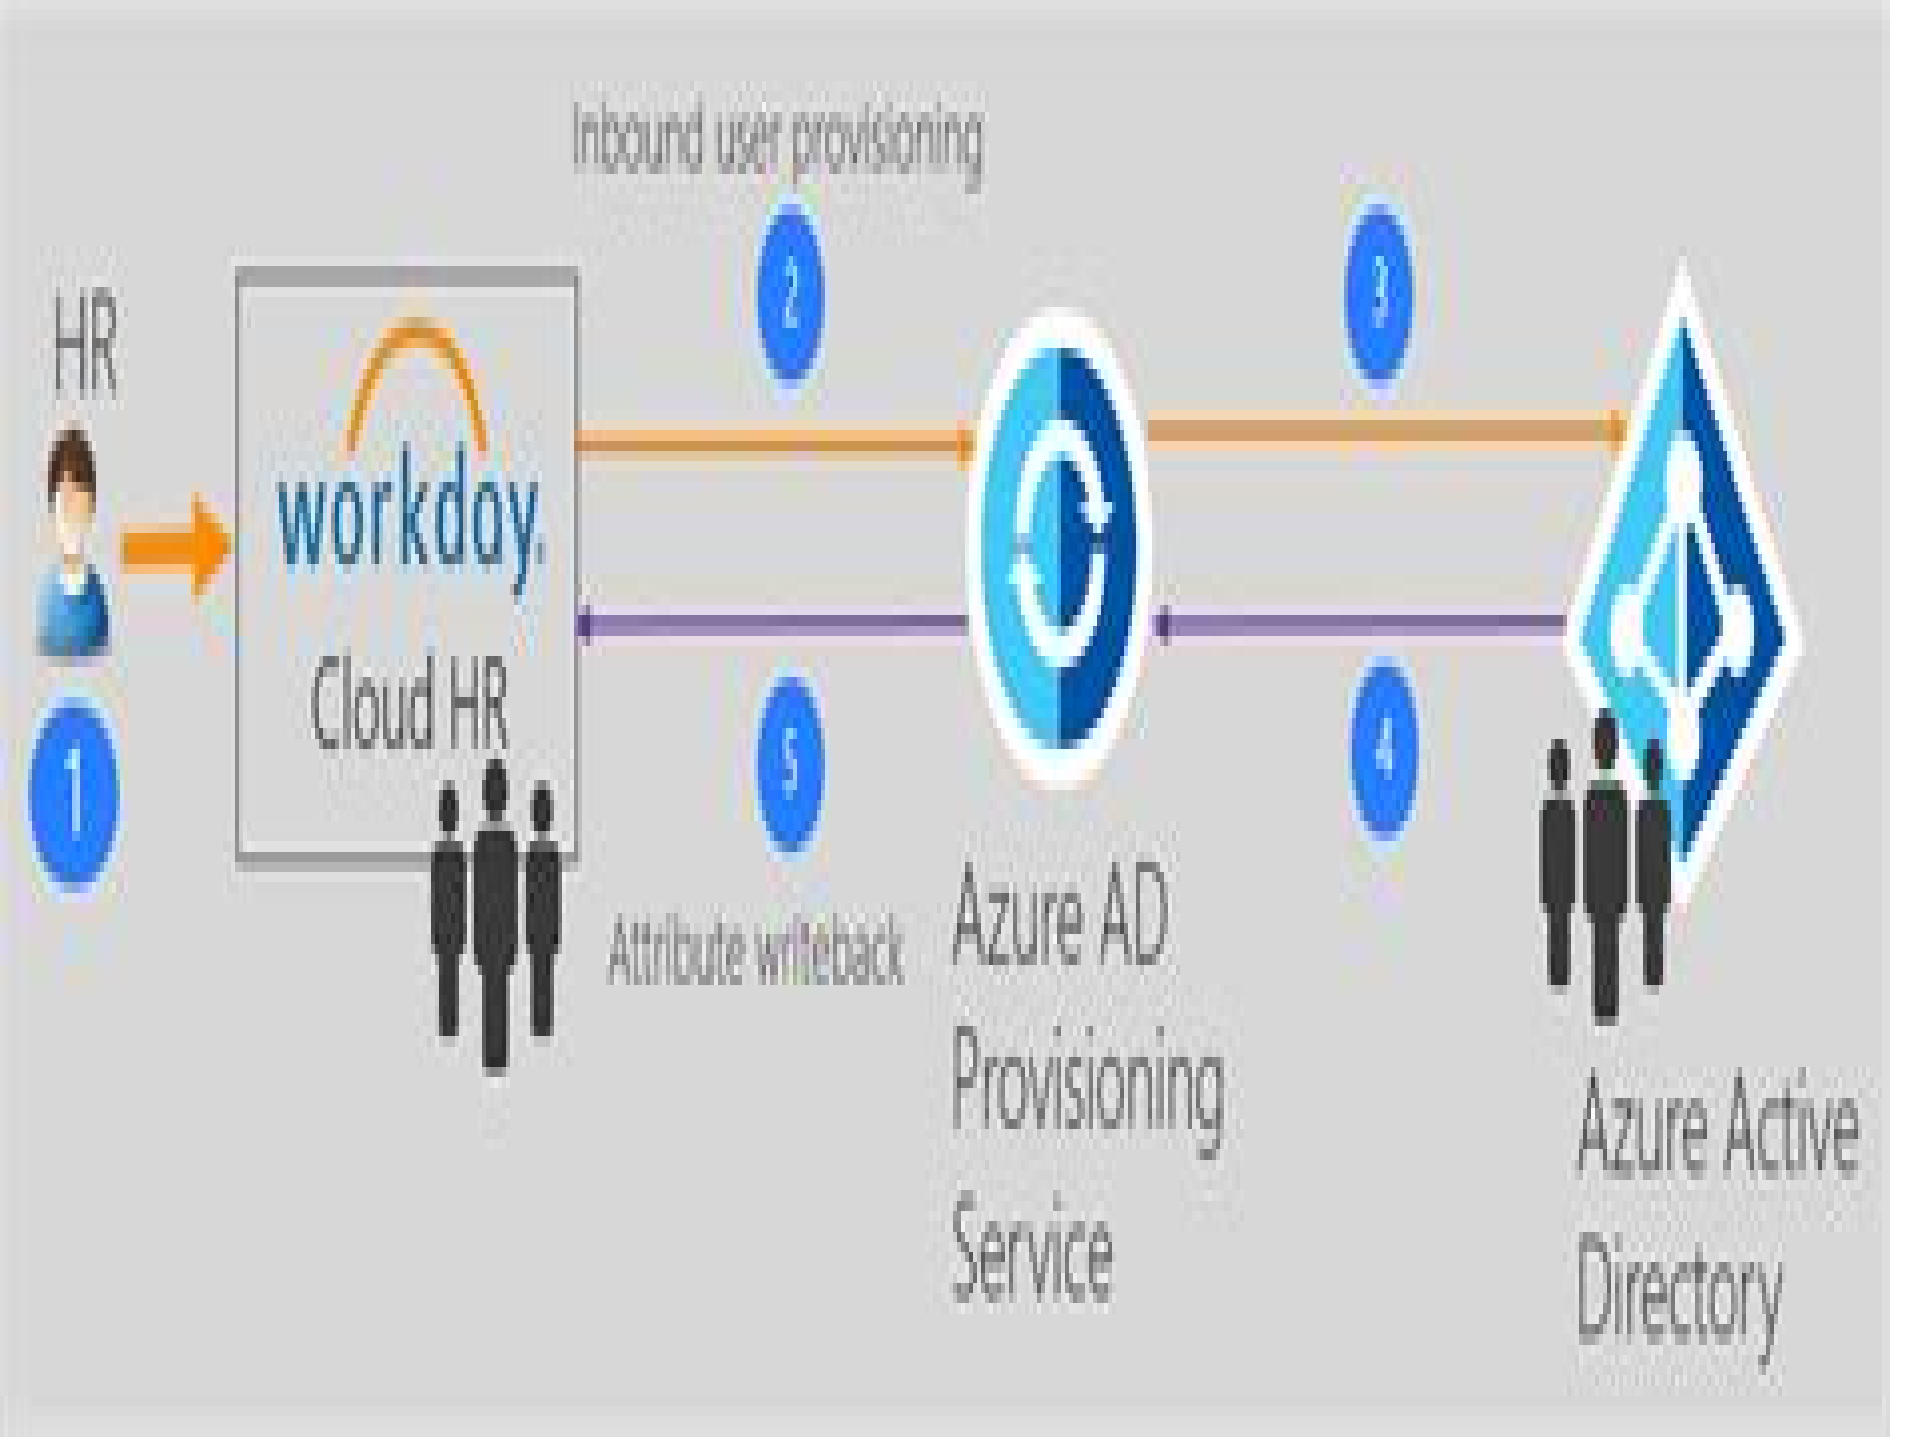 Inbound user provisioning
2
3
HR
workday.
Cloud HR
1
5
4
Attribute writeback
Azure AD
Provisioning
Service
Azure Active
Directory